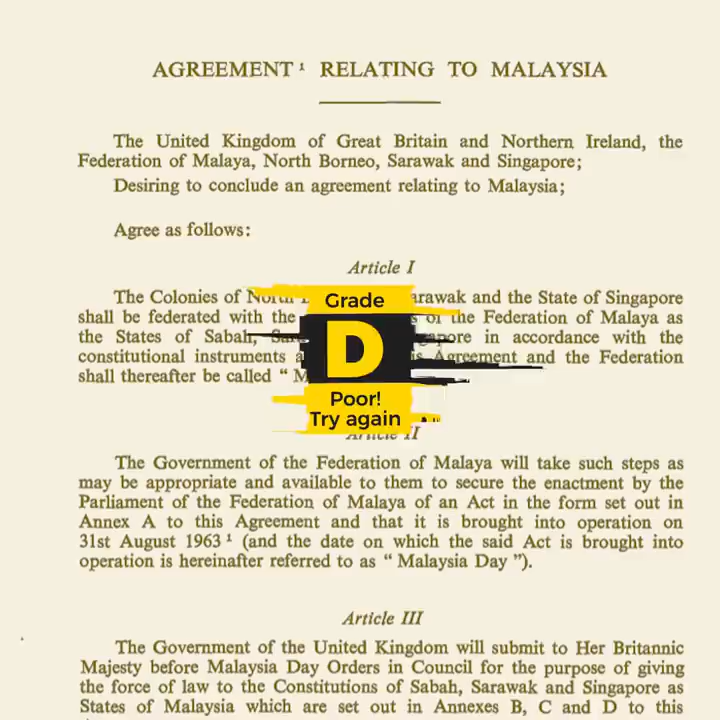 AGREEMENT ¹ RELATING TO MALAYSIA
The United Kingdom of Great Britain and Northern Ireland, the
Federation of Malaya, North Borneo, Sarawak and Singapore;
Desiring to conclude an agreement relating to Malaysia;
Agree as follows:
Article I
The Colonies of North and the State of Singapore
shall be federated with the of the Federation of Malaya as
the States of Sabah, in accordance with the
constitutional instruments Agreement and the Federation
shall thereafter be called “
Grade
D
Poor!
Try again
Article II
The Government of the Federation of Malaya will take such steps as
may be appropriate and available to them to secure the enactment by the
Parliament of the Federation of Malaya of an Act in the form set out in
Annex A to this Agreement and that it is brought into operation on
31st August 1963 ¹ (and the date on which the said Act is brought into
operation is hereinafter referred to as “ Malaysia Day ”).
Article III
The Government of the United Kingdom will submit to Her Britannic
Majesty before Malaysia Day Orders in Council for the purpose of giving
the force of law to the Constitutions of Sabah, Sarawak and Singapore as
States of Malaysia which are set out in Annexes B, C and D to this